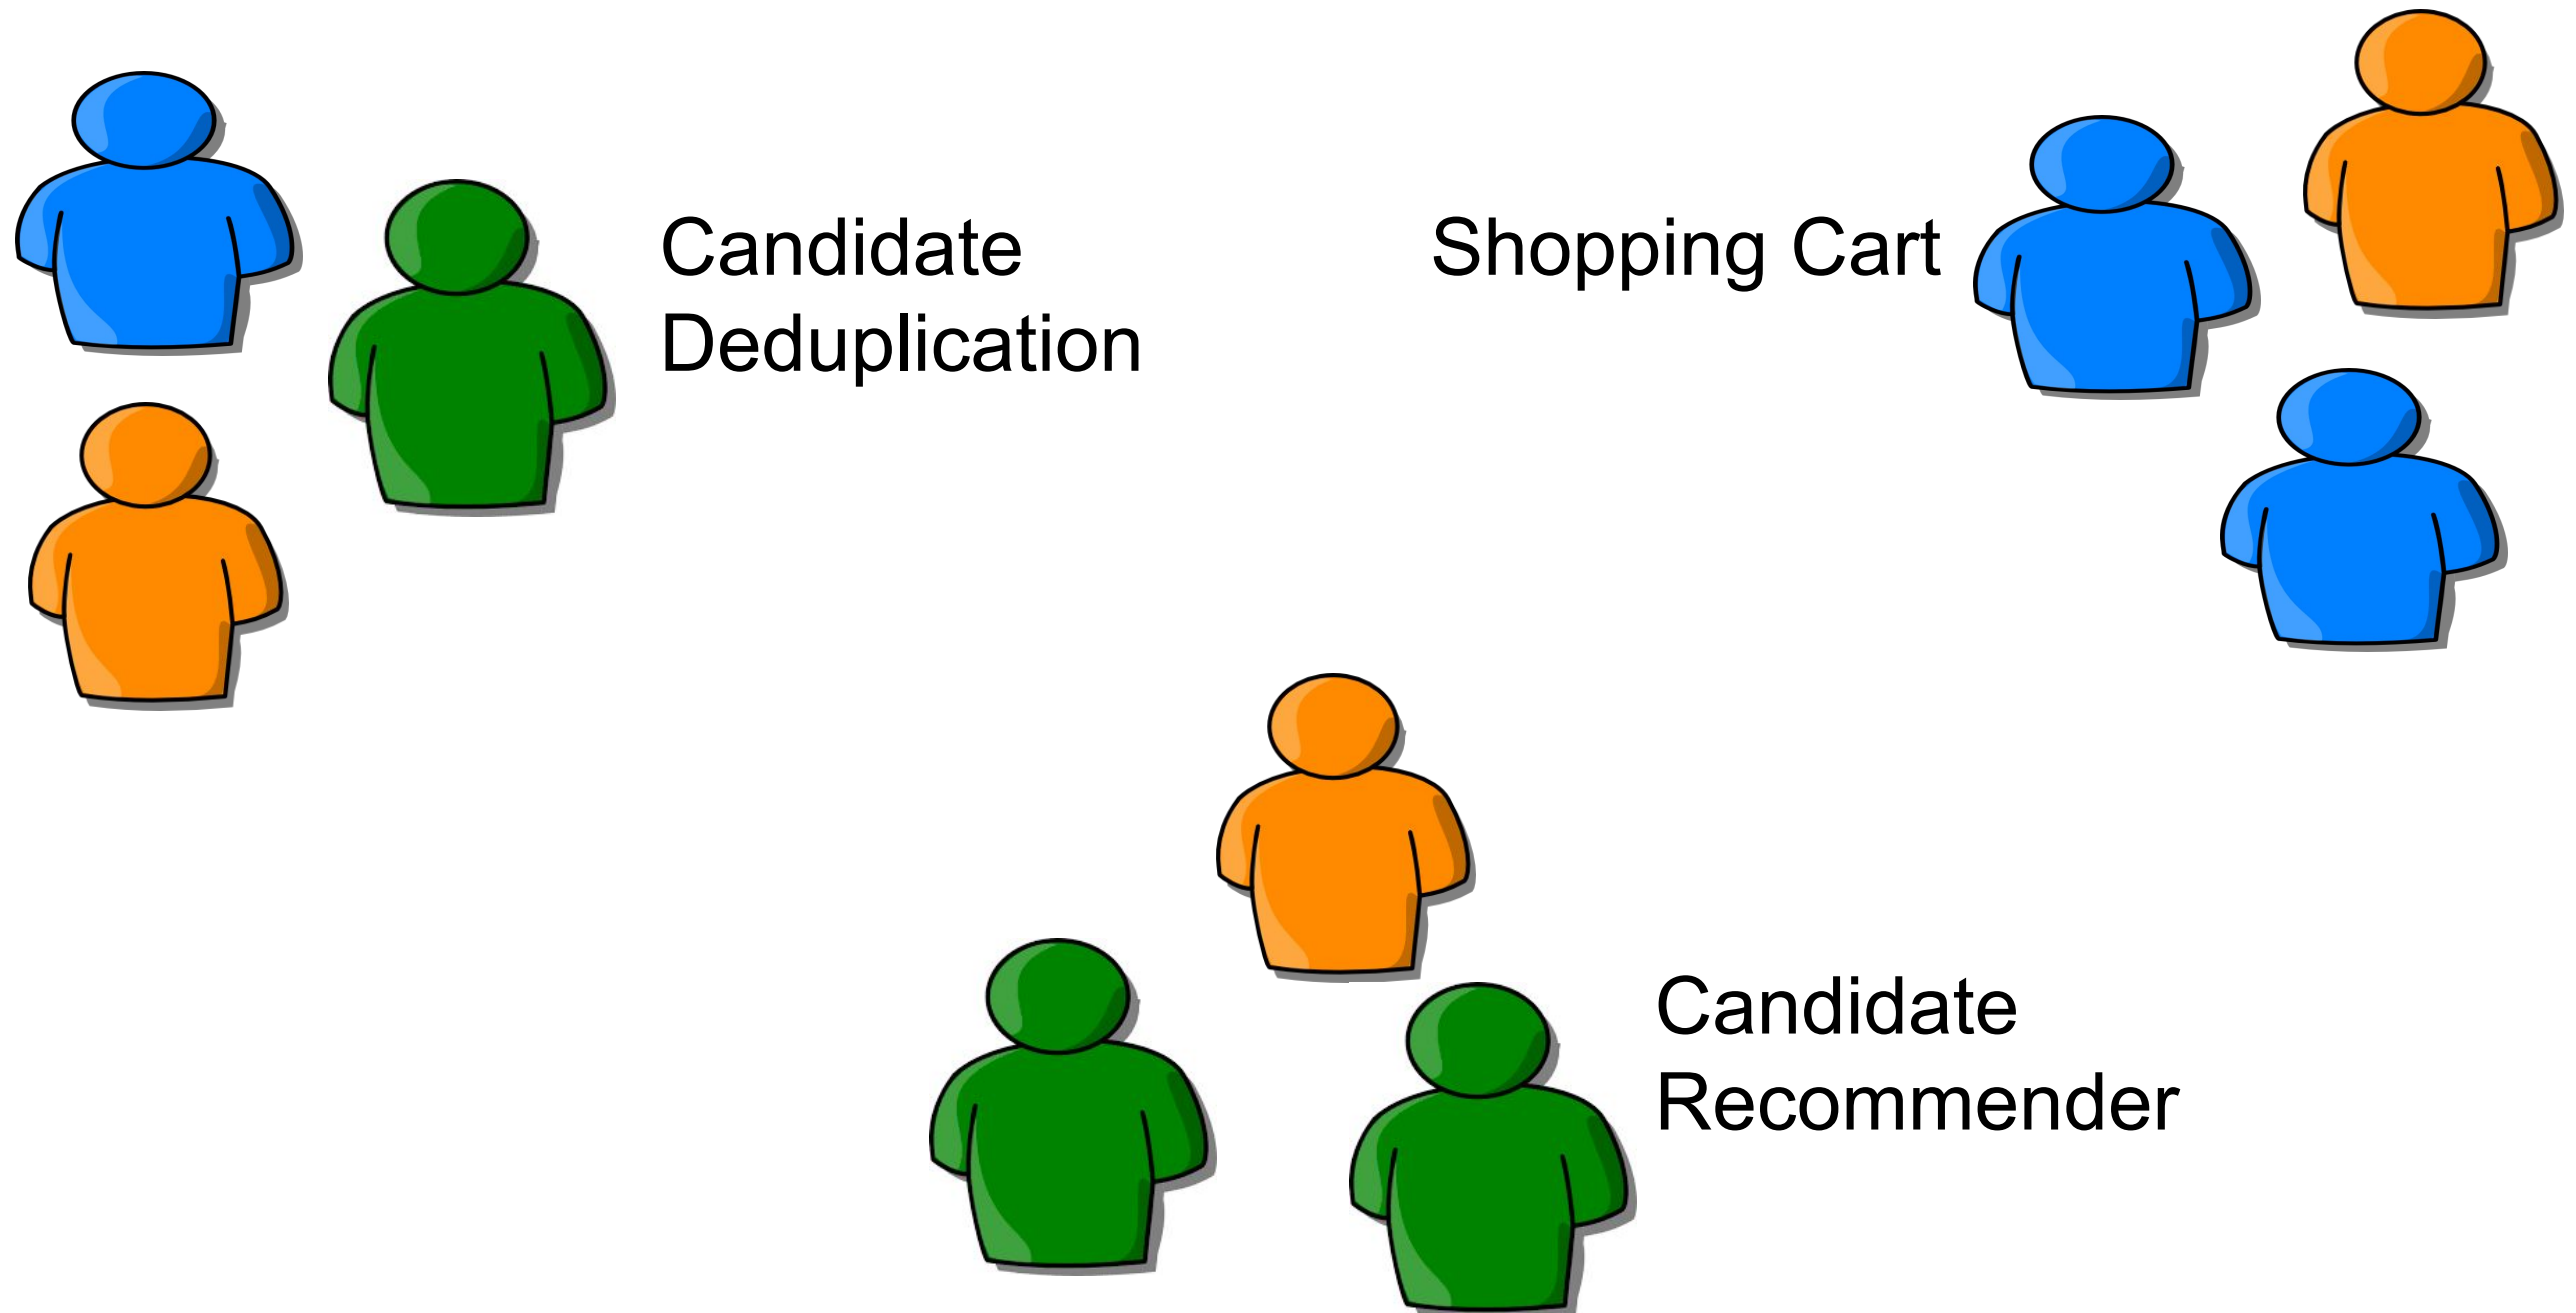 Candidate
Deduplication
Shopping Cart
Candidate
Recommender